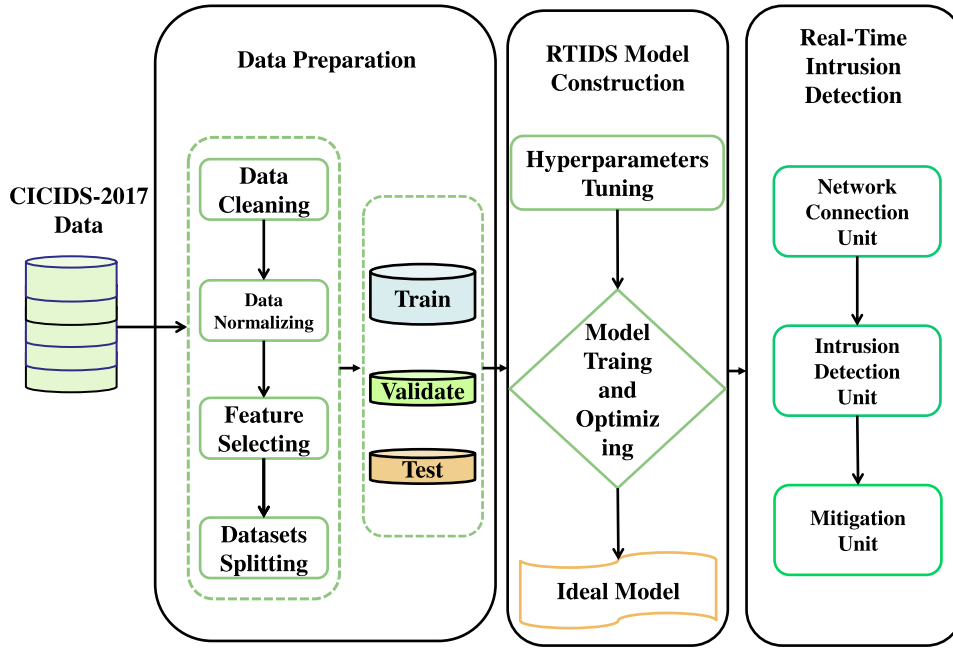 CICIDS-2017
Data
Data Preparation
Data
Cleaning
Data
Normalizing
Feature
Selecting
Datasets
Splitting
Train
Validate
Test
RTIDS Model
Construction
Hyperparameters
Tuning
Model
Traing
and
Optimiz
ing
Ideal Model
Real-Time
Intrusion
Detection
Network
Connection
Unit
Intrusion
Detection
Unit
Mitigation
Unit